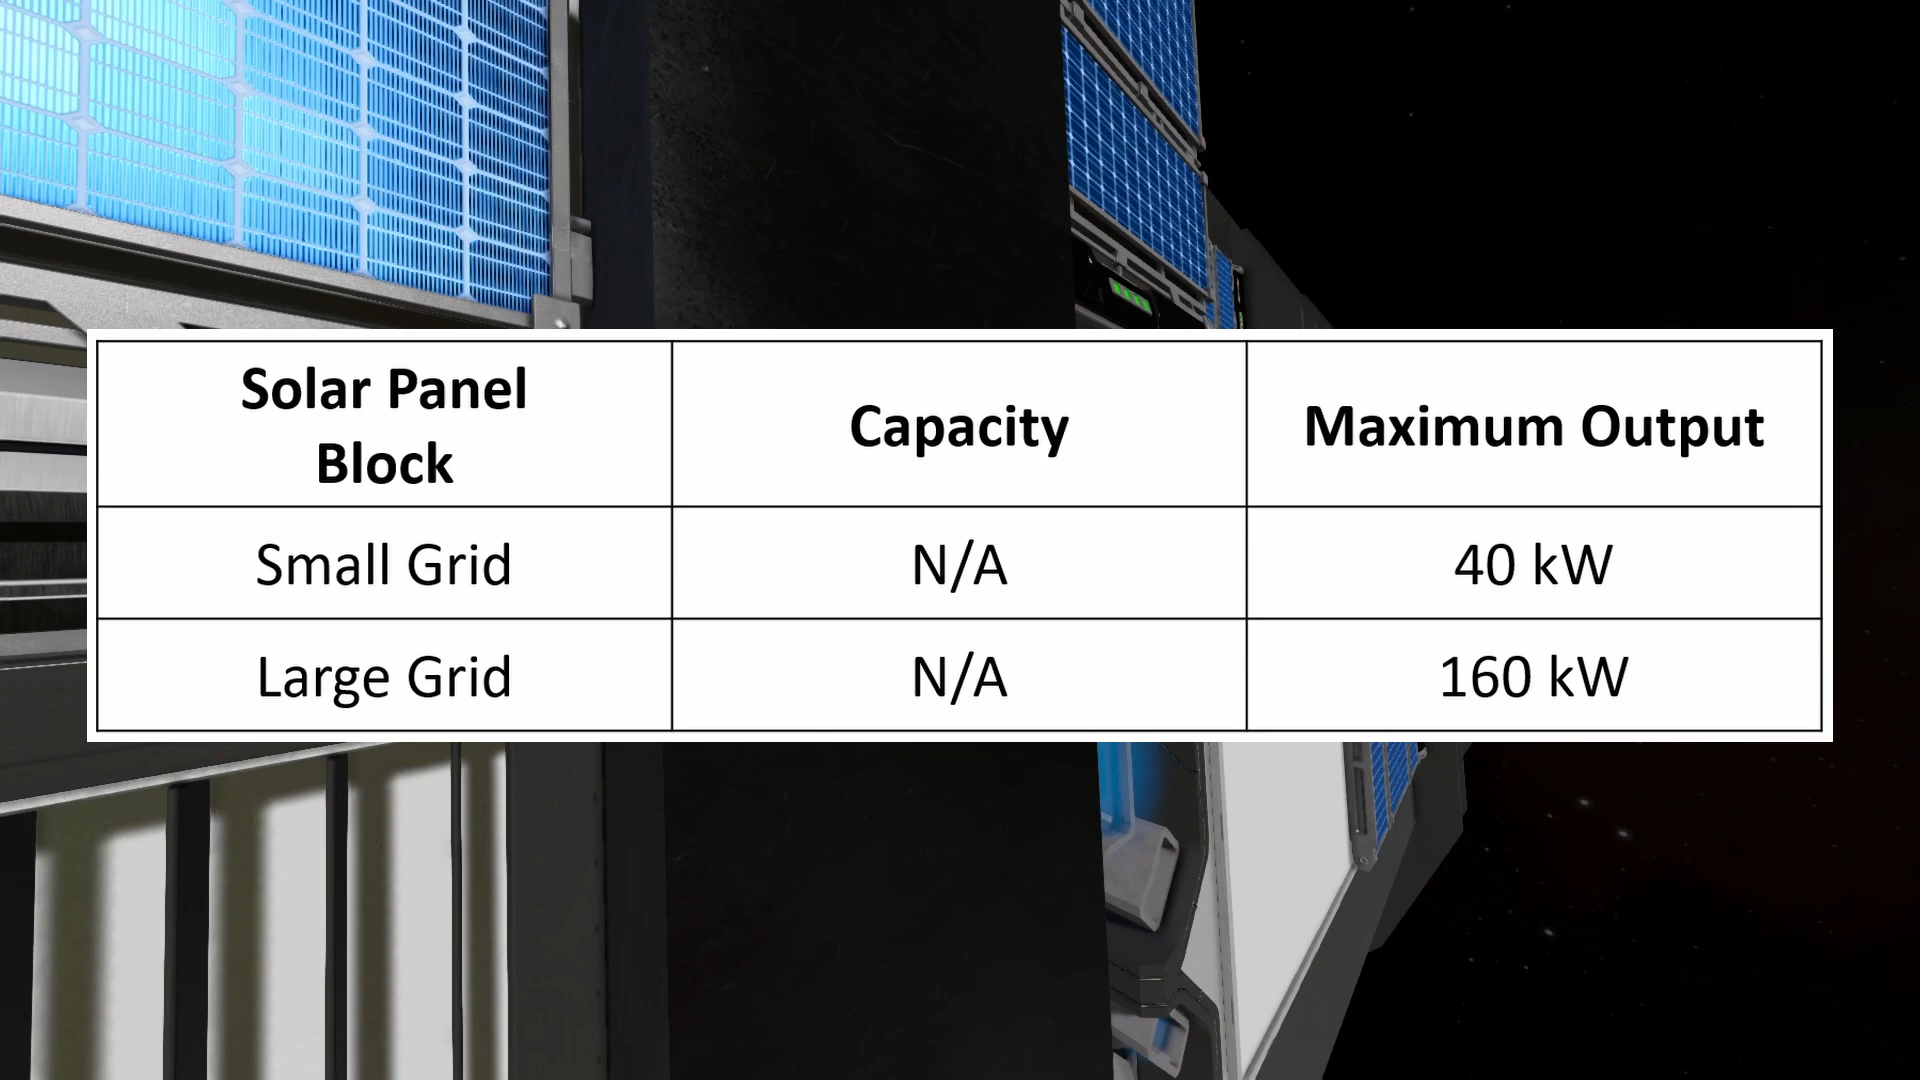 Solar Panel
Block
Capacity
Maximum Output
Small Grid
N/A
40 kW
Large Grid
N/A
160 kW